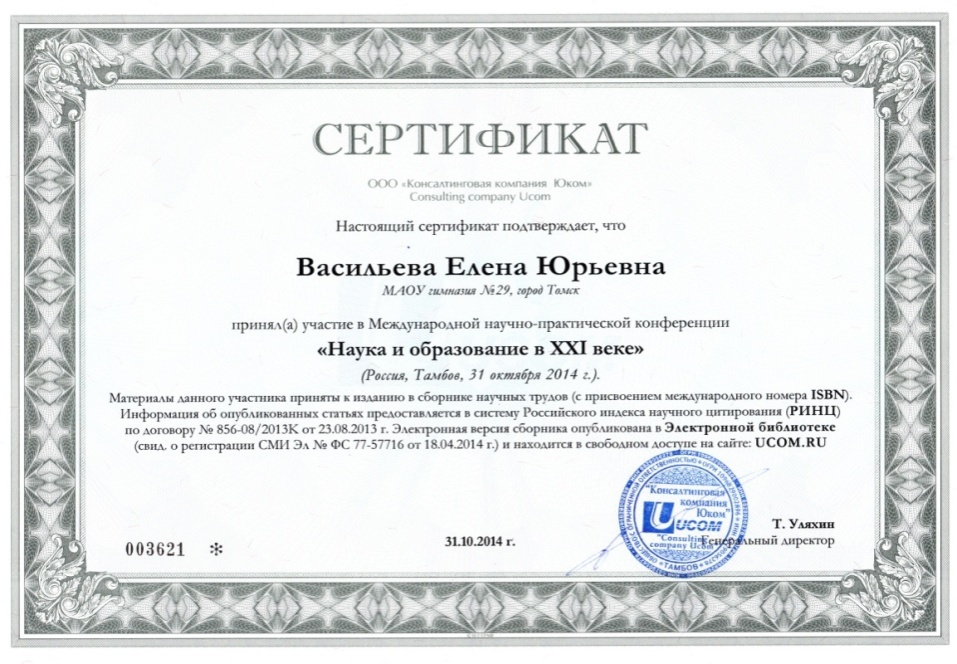 СЕРТИФИКАТ
ООО «Консалтинговая компания Юком»
Consulting company Ucom
Настоящий сертификат подтверждает, что
Васильева Елена Юрьевна
МАОУ гимназия №29, город Томск
принял(а) участие в Международной научно-практической конференции
«Наука и образование в XXI веке»
(Россия, Тамбов, 31 октября 2014 г.).
Материалы данного участника приняты к изданию в сборнике научных трудов (с присвоением международного номера ISBN).
Информация об опубликованных статьях предоставляется в систему Российского индекса научного цитирования (РИНЦ)
по договору № 856-08/2013К от 23.08.2013 г. Электронная версия сборника опубликована в Электронной библиотеке
(свид. о регистрации СМИ Эл № ФС 77-57716 от 18.04.2014 г.) и находится в свободном доступе на сайте: UCOM.RU
"Консалтинговая
компания
Юком"
UCOM
"Consulting
company Ucom"
ТАМБОВ
Т. Уляхин
Генеральный директор
31.10.2014 г.
003621 *